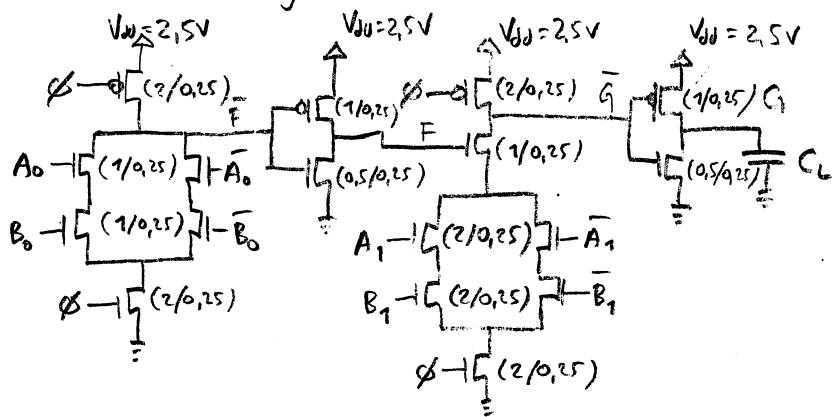 Vdd=2,5V Vdd=2,5V Vdd=2,5V Vdd=2,5V
ø (2/0,25) F̅ (1/0,25) ø (2/0,25) G̅ (1/0,25) G
A₀ (1/0,25) A̅₀ (0,5/0,25) F (1/0,25) (0,5/0,25) C_L
B₀ (1/0,25) B̅₀ A₁ (2/0,25) A̅₁
ø (2/0,25) B₁ (2/0,25) B̅₁
ø (2/0,25)